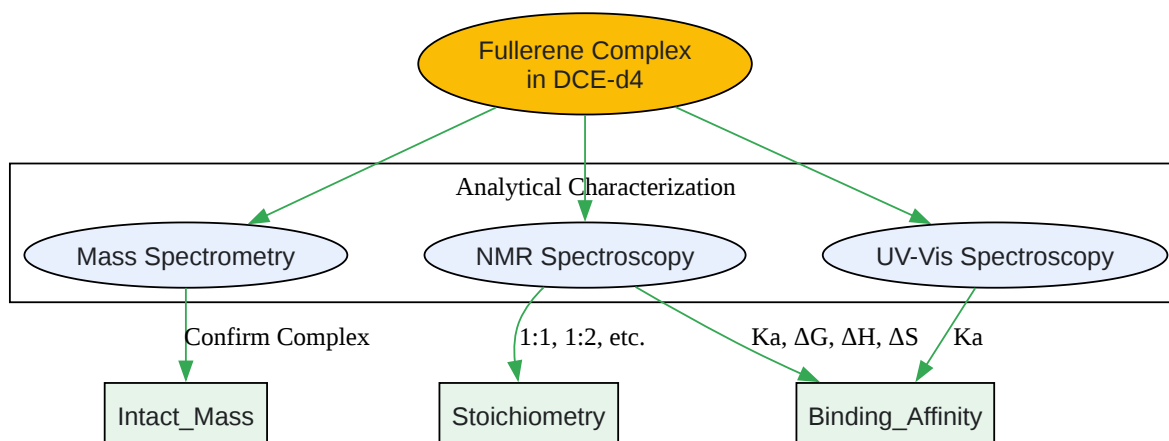 Fullerene Complex
in DCE-d4
Analytical Characterization
Mass Spectrometry
NMR Spectroscopy
UV-Vis Spectroscopy
Confirm Complex
1:1, 1:2, etc.
Ka, ΔG, ΔH, ΔS
Ka
Intact_Mass
Stoichiometry
Binding_Affinity